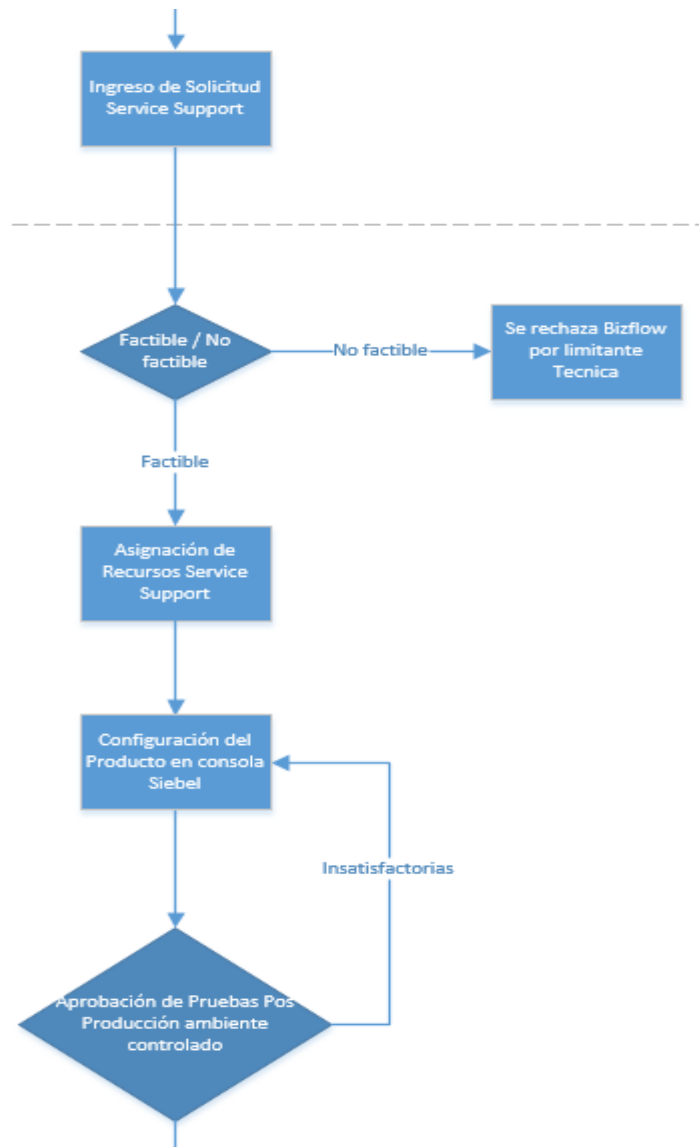 Ingreso de Solicitud
Service Support
Factible / No
factible
No factible
Se rechaza Bizflow
por limitante
Tecnica
Factible
Asignación de
Recursos Service
Support
Configuración del
Producto en consola
Siebel
Insatisfactorias
Aprobación de Pruebas Pos
Producción ambiente
controlado